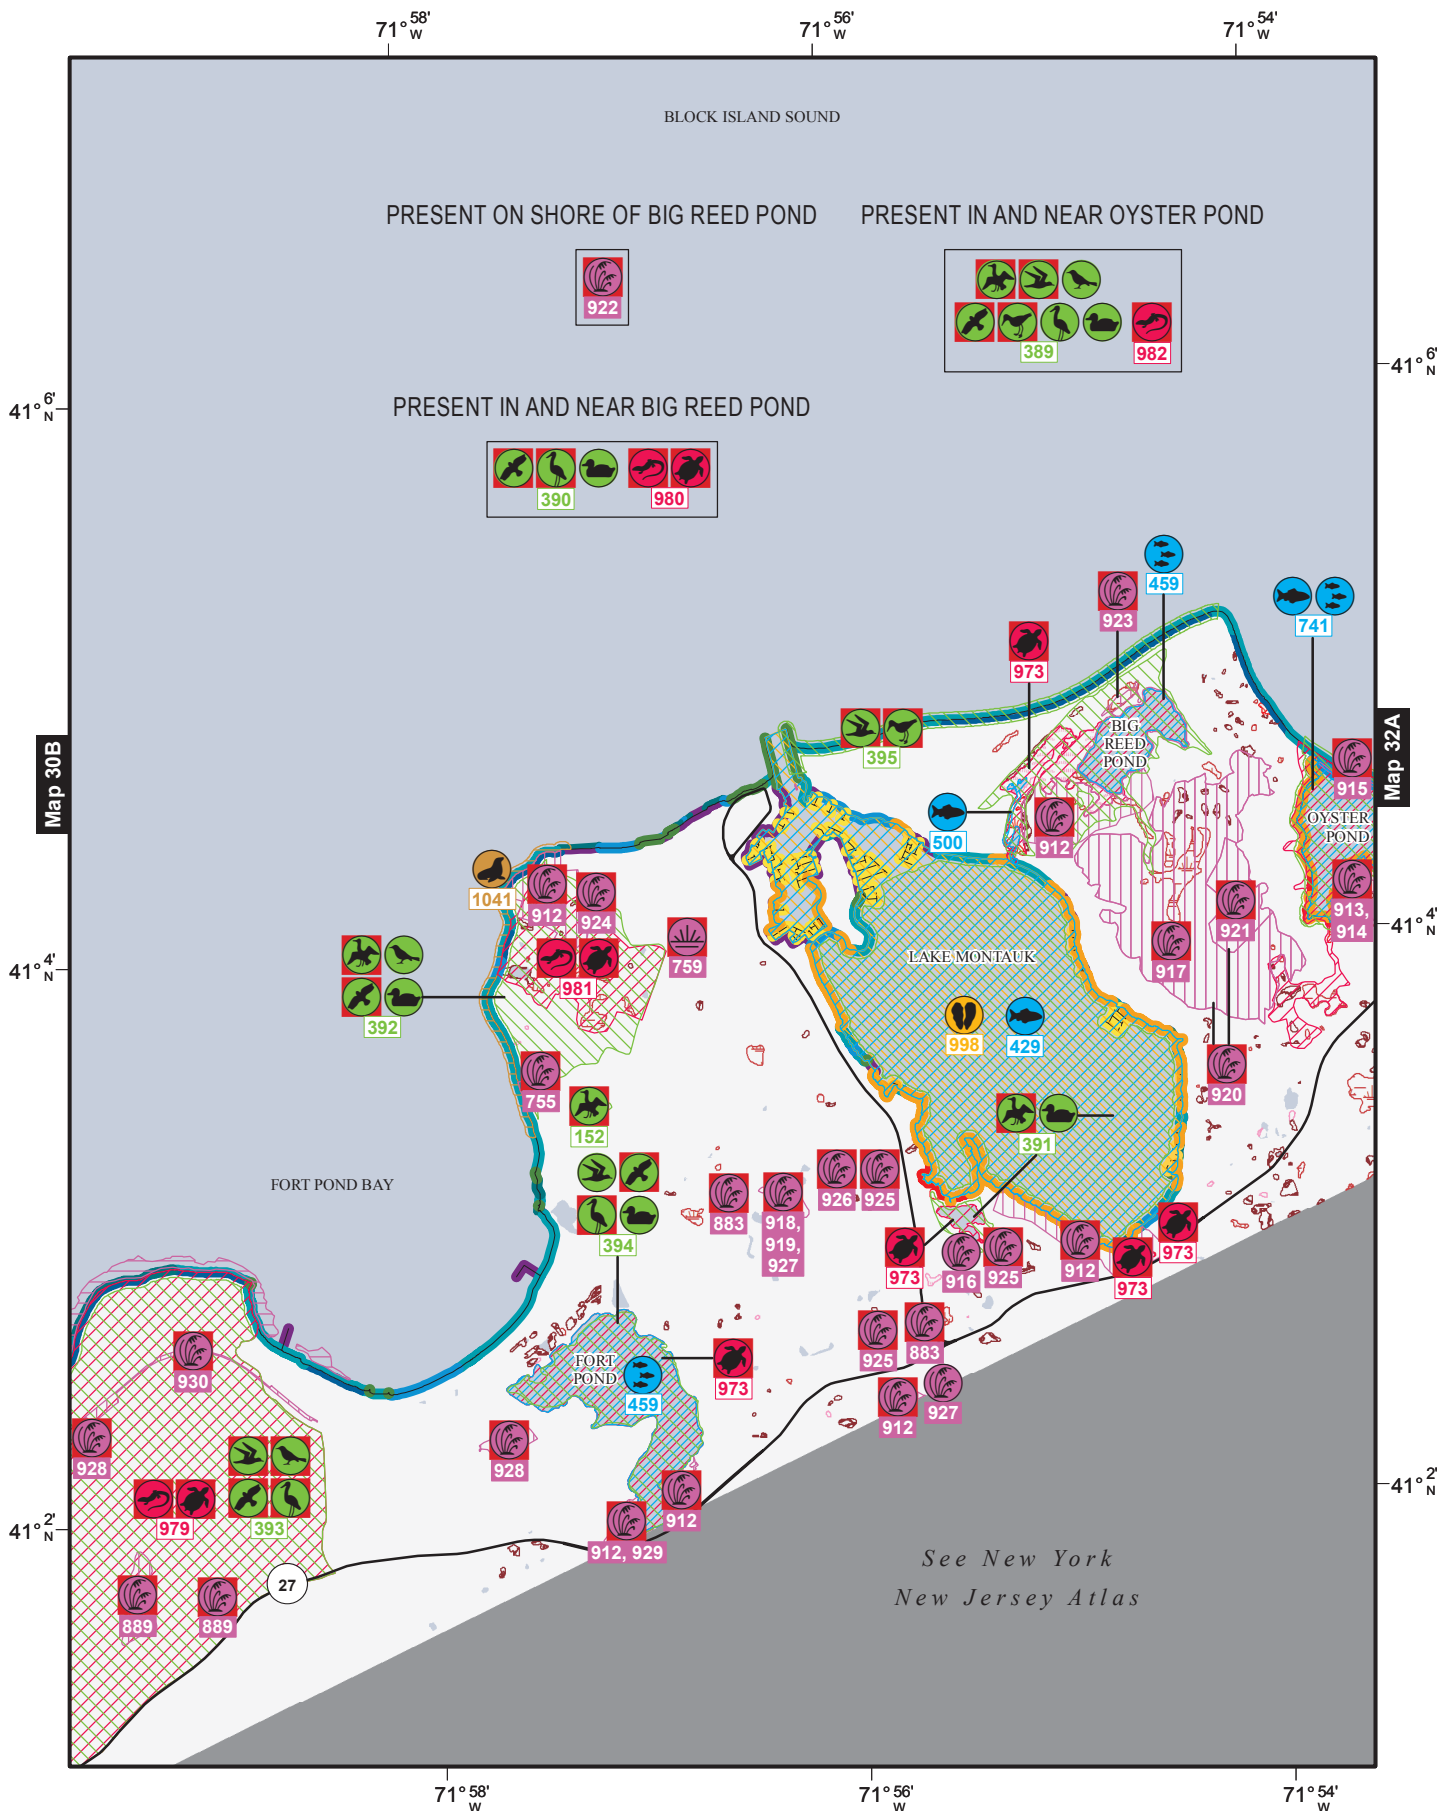 71° 58' W
71° 56' W
71° 54' W
BLOCK ISLAND SOUND
PRESENT ON SHORE OF BIG REED POND
PRESENT IN AND NEAR OYSTER POND
922
389
982
41° 6' N
41° 6' N
PRESENT IN AND NEAR BIG REED POND
390
980
459
923
741
973
Map 30B
Map 32A
BIG
REED
POND
395
915
OYSTER
POND
500
912
1041
912
924
913,
914
921
41° 4' N
759
917
LAKE MONTAUK
41° 4' N
981
392
998
429
920
755
152
391
FORT POND BAY
926
925
883
918,
919,
927
394
973
912
973
916
925
973
925
883
930
FORT
POND
973
459
927
912
928
928
41° 2' N
979
393
912
41° 2' N
912, 929
See New York
New Jersey Atlas
27
889
889
71° 58' W
71° 56' W
71° 54' W